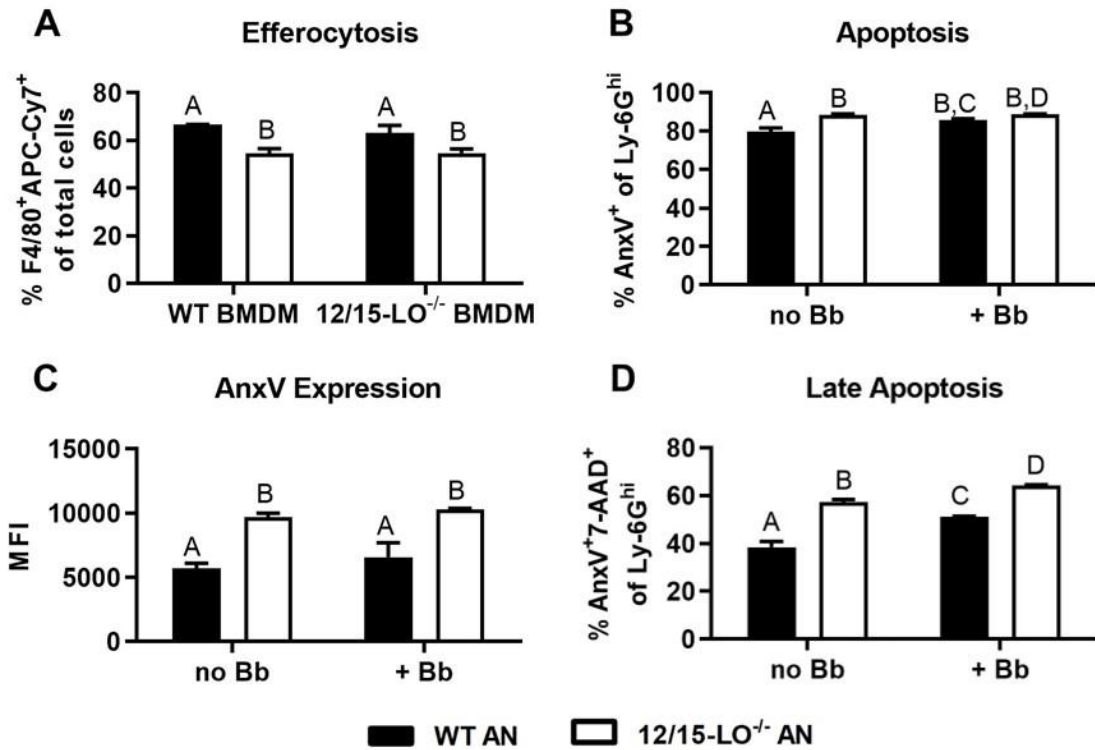 A
Efferocytosis
% F4/80⁺APC-Cy7⁺
of total cells
80
60
40
20
0
A
B
A
B
WT BMDM
12/15-LO⁻/⁻ BMDM
B
Apoptosis
% AnxV⁺ of Ly-6Gʰⁱ
100
80
60
40
20
0
A
B
B,C
B,D
no Bb
+ Bb
C
AnxV Expression
MFI
15000
10000
5000
0
A
B
A
B
no Bb
+ Bb
D
Late Apoptosis
% AnxV⁺7-AAD⁺
of Ly-6Gʰⁱ
80
60
40
20
0
A
B
C
D
no Bb
+ Bb
WT AN
12/15-LO⁻/⁻ AN